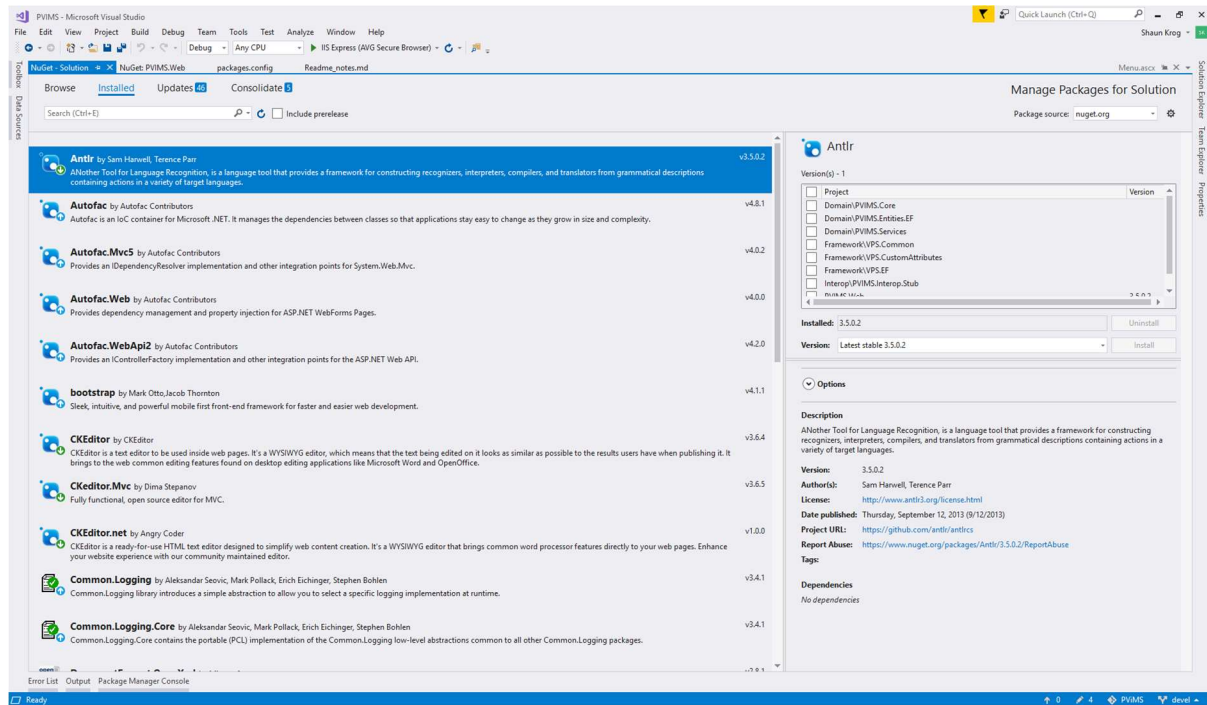 PVIMS - Microsoft Visual Studio
Quick Launch (Ctrl+Q)
File Edit View Project Build Debug Team Tools Test Analyze Window Help
Shaun Krog
Debug Any CPU IIS Express (AVG Secure Browser)
NuGet - Solution NuGet: PVIMS.Web packages.config Readme_notes.md Menu.ascx
Toolbox
Data Sources
Browse Installed Updates 46 Consolidate 5
Manage Packages for Solution
Search (Ctrl+E) Include prerelease
Package source: nuget.org
Antlr by Sam Harwell, Terence Parr v3.5.0.2
ANother Tool for Language Recognition, is a language tool that provides a framework for constructing recognizers, interpreters, compilers, and translators from grammatical descriptions
containing actions in a variety of target languages.
Autofac by Autofac Contributors v4.8.1
Autofac is an IoC container for Microsoft .NET. It manages the dependencies between classes so that applications stay easy to change as they grow in size and complexity.
Autofac.Mvc5 by Autofac Contributors v4.0.2
Provides an IDependencyResolver implementation and other integration points for System.Web.Mvc.
Autofac.Web by Autofac Contributors v4.0.0
Provides dependency management and property injection for ASP.NET WebForms Pages.
Autofac.WebApi2 by Autofac Contributors v4.2.0
Provides an IControllerFactory implementation and other integration points for the ASP.NET Web API.
bootstrap by Mark Otto,Jacob Thornton v4.1.1
Sleek, intuitive, and powerful mobile first front-end framework for faster and easier web development.
CKEditor by CKEditor v3.6.4
CKEditor is a text editor to be used inside web pages. It's a WYSIWYG editor, which means that the text being edited on it looks as similar as possible to the results users have when publishing it. It
brings to the web common editing features found on desktop editing applications like Microsoft Word and OpenOffice.
CKeditor.Mvc by Dima Stepanov v3.6.5
Fully functional, open source editor for MVC.
CKEditor.net by Angry Coder v1.0.0
CKEditor is a ready-for-use HTML text editor designed to simplify web content creation. It's a WYSIWYG editor that brings common word processor features directly to your web pages. Enhance
your website experience with our community maintained editor.
Common.Logging by Aleksandar Seovic, Mark Pollack, Erich Eichinger, Stephen Bohlen v3.4.1
Common.Logging library introduces a simple abstraction to allow you to select a specific logging implementation at runtime.
Common.Logging.Core by Aleksandar Seovic, Mark Pollack, Erich Eichinger, Stephen Bohlen v3.4.1
Common.Logging.Core contains the portable (PCL) implementation of the Common.Logging low-level abstractions common to all other Common.Logging packages.
Antlr
Version(s) - 1
Project Version
Domain\PVIMS.Core
Domain\PVIMS.Entities.EF
Domain\PVIMS.Services
Framework\VPS.Common
Framework\VPS.CustomAttributes
Framework\VPS.EF
Interop\PVIMS.Interop.Stub
PVIMS.Web 3.5.0.2
Installed: 3.5.0.2 Uninstall
Version: Latest stable 3.5.0.2 Install
Options
Description
ANother Tool for Language Recognition, is a language tool that provides a framework for constructing
recognizers, interpreters, compilers, and translators from grammatical descriptions containing actions in a
variety of target languages.
Version: 3.5.0.2
Author(s): Sam Harwell, Terence Parr
License: http://www.antlr3.org/license.html
Date published: Thursday, September 12, 2013 (9/12/2013)
Project URL: https://github.com/antlr/antlrcs
Report Abuse: https://www.nuget.org/packages/Antlr/3.5.0.2/ReportAbuse
Tags:
Dependencies
No dependencies
Solution Explorer
Team Explorer
Properties
Error List Output Package Manager Console
Ready 0 4 PViMS devel